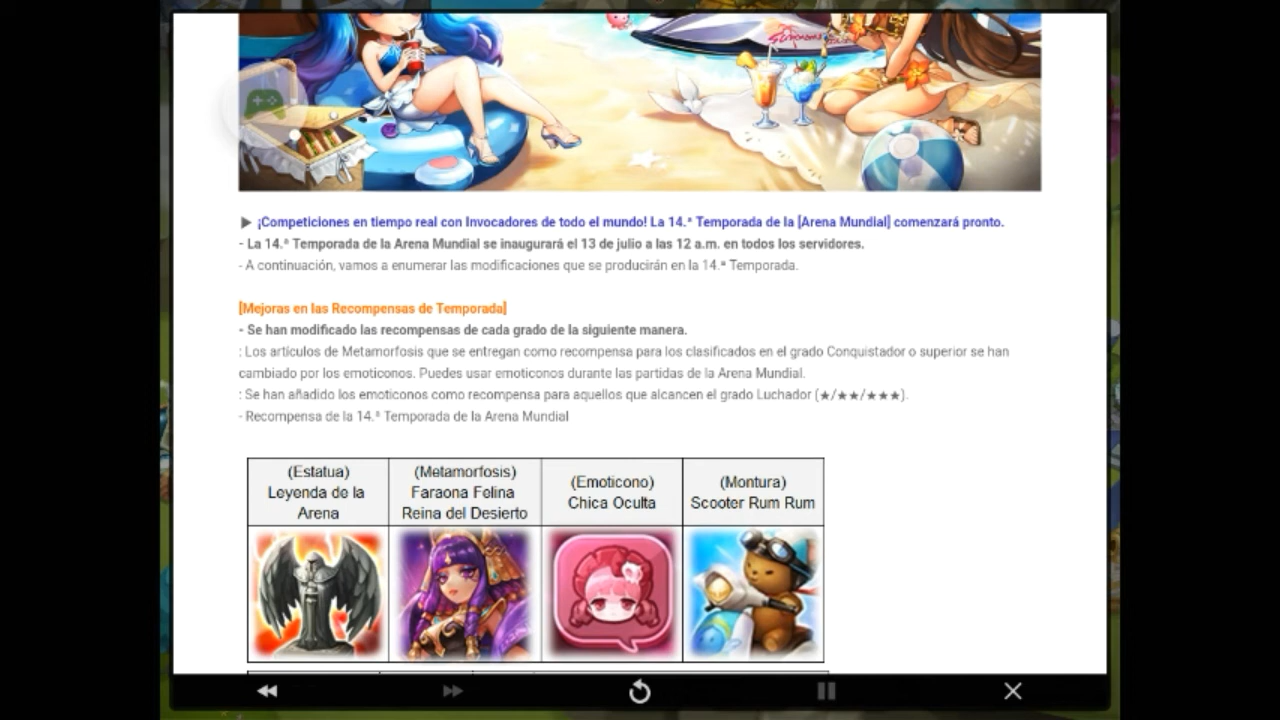 Summoners
▶ ¡Competiciones en tiempo real con Invocadores de todo el mundo! La 14.ª Temporada de la [Arena Mundial] comenzará pronto.
- La 14.ª Temporada de la Arena Mundial se inaugurará el 13 de julio a las 12 a.m. en todos los servidores.
- A continuación, vamos a enumerar las modificaciones que se producirán en la 14.ª Temporada.
[Mejoras en las Recompensas de Temporada]
- Se han modificado las recompensas de cada grado de la siguiente manera.
: Los artículos de Metamorfosis que se entregan como recompensa para los clasificados en el grado Conquistador o superior se han
cambiado por los emoticonos. Puedes usar emoticonos durante las partidas de la Arena Mundial.
: Se han añadido los emoticonos como recompensa para aquellos que alcancen el grado Luchador (★/★★/★★★).
- Recompensa de la 14.ª Temporada de la Arena Mundial
(Estatua)
Leyenda de la
Arena
(Metamorfosis)
Faraona Felina
Reina del Desierto
(Emoticono)
Chica Oculta
(Montura)
Scooter Rum Rum